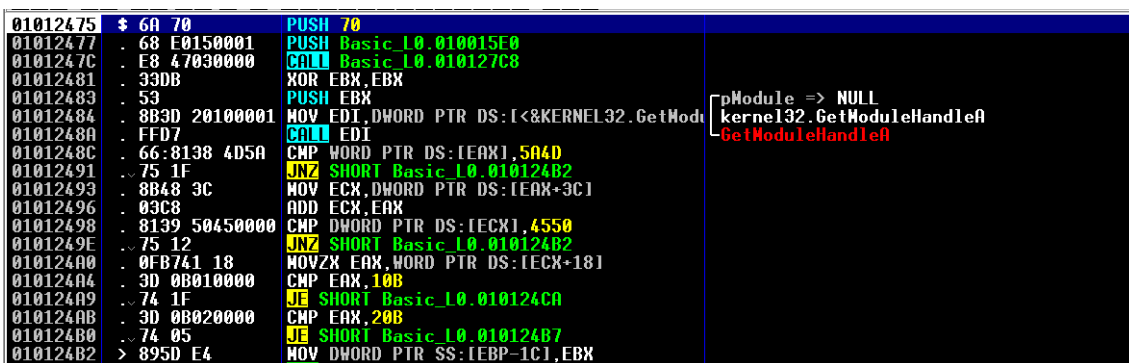 01012475 $ 6A 70 PUSH 70
01012477 . 68 E0150001 PUSH Basic_L0.010015E0
0101247C . E8 47030000 CALL Basic_L0.010127C8
01012481 . 33DB XOR EBX,EBX
01012483 . 53 PUSH EBX ┌pModule => NULL
01012484 . 8B3D 20100001 MOV EDI,DWORD PTR DS:[<&KERNEL32.GetModu │kernel32.GetModuleHandleA
0101248A . FFD7 CALL EDI └GetModuleHandleA
0101248C . 66:8138 4D5A CMP WORD PTR DS:[EAX],5A4D
01012491 .⌄75 1F JNZ SHORT Basic_L0.010124B2
01012493 . 8B48 3C MOV ECX,DWORD PTR DS:[EAX+3C]
01012496 . 03C8 ADD ECX,EAX
01012498 . 8139 50450000 CMP DWORD PTR DS:[ECX],4550
0101249E .⌄75 12 JNZ SHORT Basic_L0.010124B2
010124A0 . 0FB741 18 MOVZX EAX,WORD PTR DS:[ECX+18]
010124A4 . 3D 0B010000 CMP EAX,10B
010124A9 .⌄74 1F JE SHORT Basic_L0.010124CA
010124AB . 3D 0B020000 CMP EAX,20B
010124B0 .⌄74 05 JE SHORT Basic_L0.010124B7
010124B2 > 895D E4 MOV DWORD PTR SS:[EBP-1C],EBX